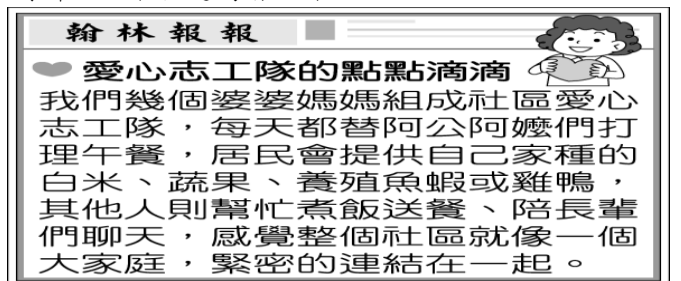 翰林報報
愛心志工隊的點點滴滴
我們幾個婆婆媽媽組成社區愛心
志工隊，每天都替阿公阿嬤們打
理午餐，居民會提供自己家種的
白米、蔬果、養殖魚蝦或雞鴨，
其他人則幫忙煮飯送餐、陪長輩
們聊天，感覺整個社區就像一個
大家庭，緊密的連結在一起。